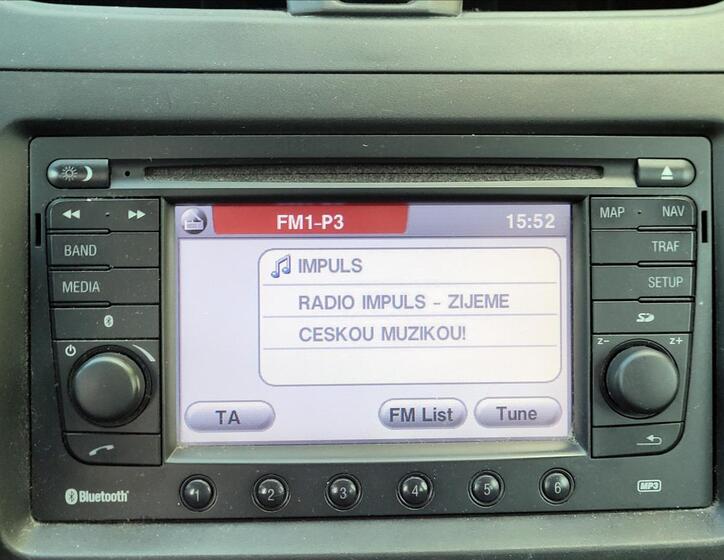 FM1-P3 15:52
IMPULS
RADIO IMPULS - ZIJEME
CESKOU MUZIKOU!
TA FM List Tune
BAND
MEDIA
MAP NAV
TRAF
SETUP
SD
z- z+
Bluetooth
1 2 3 4 5 6
MP3